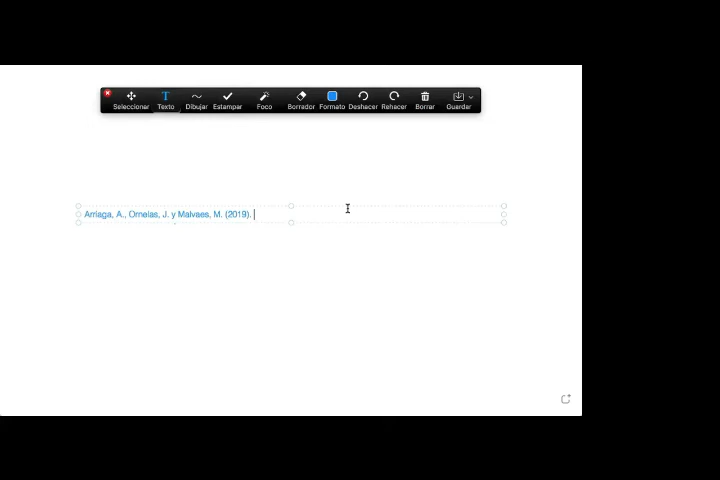 Seleccionar Texto Dibujar Estampar Foco Borrador Formato Deshacer Rehacer Borrar Guardar
Arriaga, A., Ornelas, J. y Malvaes, M. (2019).